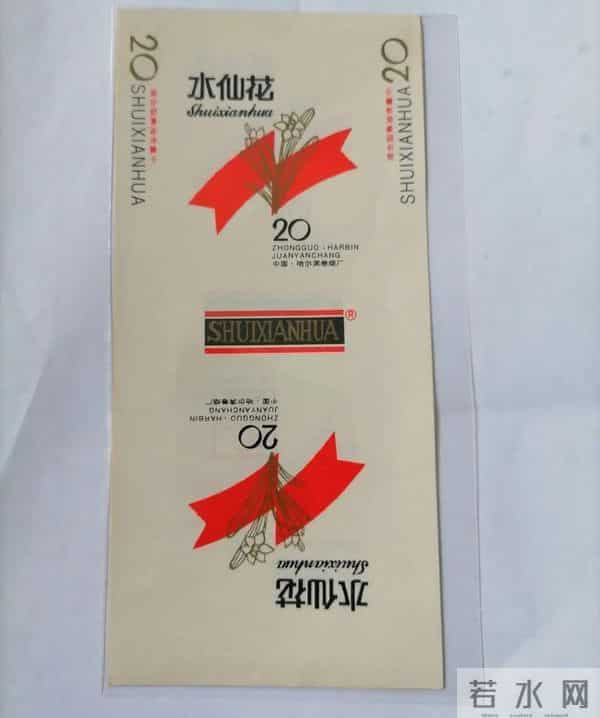 20 SHUIXIANHUA
水仙花
Shuixianhua
SHUIXIANHUA 20
20
ZHONGGUO·HARBIN
JUANYANCHANG
中国·哈尔滨卷烟厂
SHUIXIANHUA®
中国·哈尔滨卷烟厂
JUANYANCHANG
ZHONGGUO·HARBIN
20
Shuixianhua
水仙花
若水网